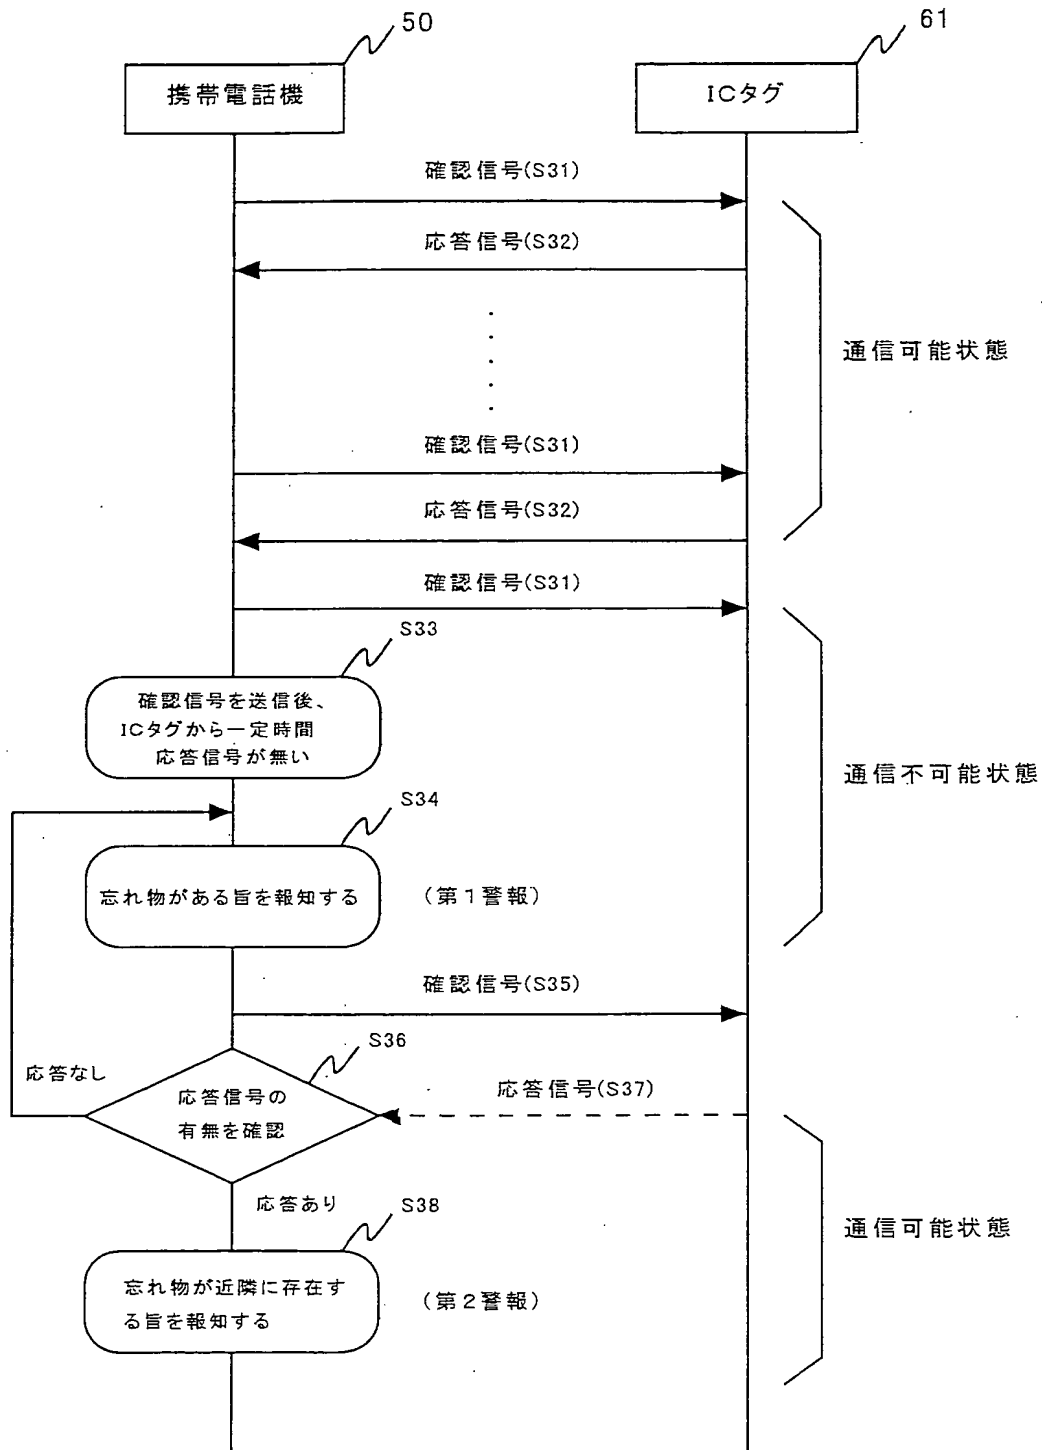 50
61
携帯電話機
ICタグ
確認信号(S31)
応答信号(S32)
通信可能状態
確認信号(S31)
応答信号(S32)
確認信号(S31)
S33
確認信号を送信後、
ICタグから一定時間
応答信号が無い
通信不可能状態
S34
忘れ物がある旨を報知する
(第1警報)
確認信号(S35)
S36
応答なし
応答信号の
有無を確認
応答信号(S37)
応答あり
S38
通信可能状態
忘れ物が近隣に存在す
る旨を報知する
(第2警報)